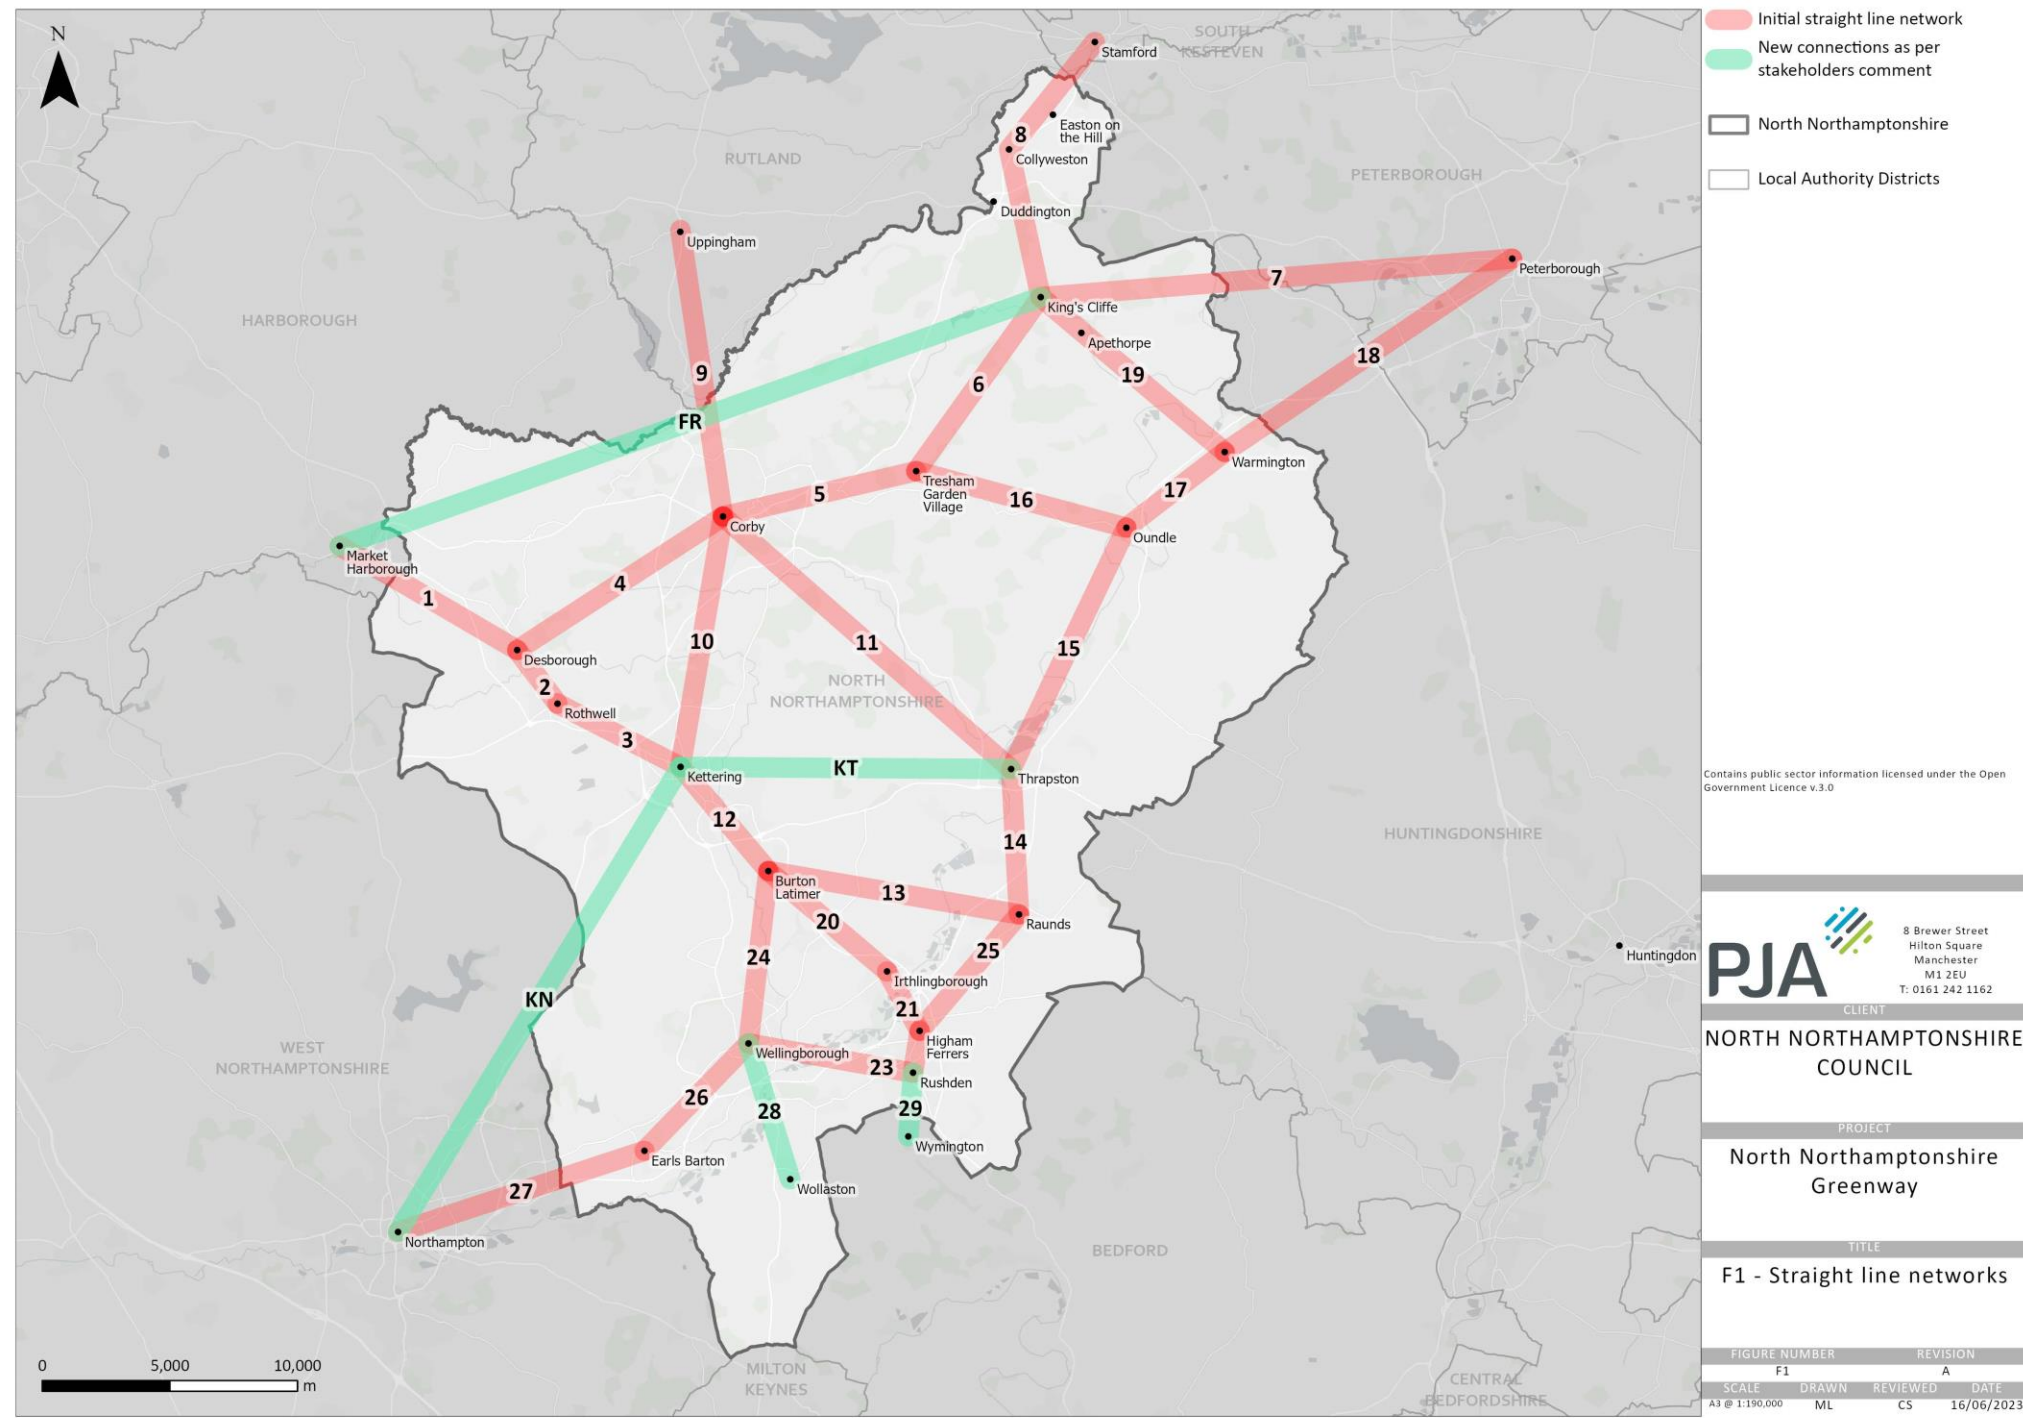 N
SOUTH
KESTEVEN
Stamford
Easton on
the Hill
8
Collyweston
RUTLAND
PETERBOROUGH
Duddington
Uppingham
Peterborough
7
King's Cliffe
HARBOROUGH
Apethorpe
18
9
19
6
FR
Warmington
Tresham
Garden
Village
5
16
17
Corby
Oundle
Market
Harborough
4
1
10
11
15
Desborough
2
NORTH
NORTHAMPTONSHIRE
Rothwell
3
KT
Kettering
Thrapston
12
14
HUNTINGDONSHIRE
Burton
Latimer
13
20
Raunds
25
24
Huntingdon
Irthlingborough
KN
21
WEST
NORTHAMPTONSHIRE
Higham
Ferrers
Wellingborough
23
Rushden
26
28
29
Wymington
Earls Barton
27
Wollaston
Northampton
BEDFORD
MILTON
KEYNES
CENTRAL
BEDFORDSHIRE
0 5,000 10,000
m
Initial straight line network
New connections as per
stakeholders comment
North Northamptonshire
Local Authority Districts
Contains public sector information licensed under the Open
Government Licence v.3.0
PJA
8 Brewer Street
Hilton Square
Manchester
M1 2EU
T: 0161 242 1162
CLIENT
NORTH NORTHAMPTONSHIRE
COUNCIL
PROJECT
North Northamptonshire
Greenway
TITLE
F1 - Straight line networks
FIGURE NUMBER REVISION
F1 A
SCALE DRAWN REVIEWED DATE
A3 @ 1:190,000 ML CS 16/06/2023